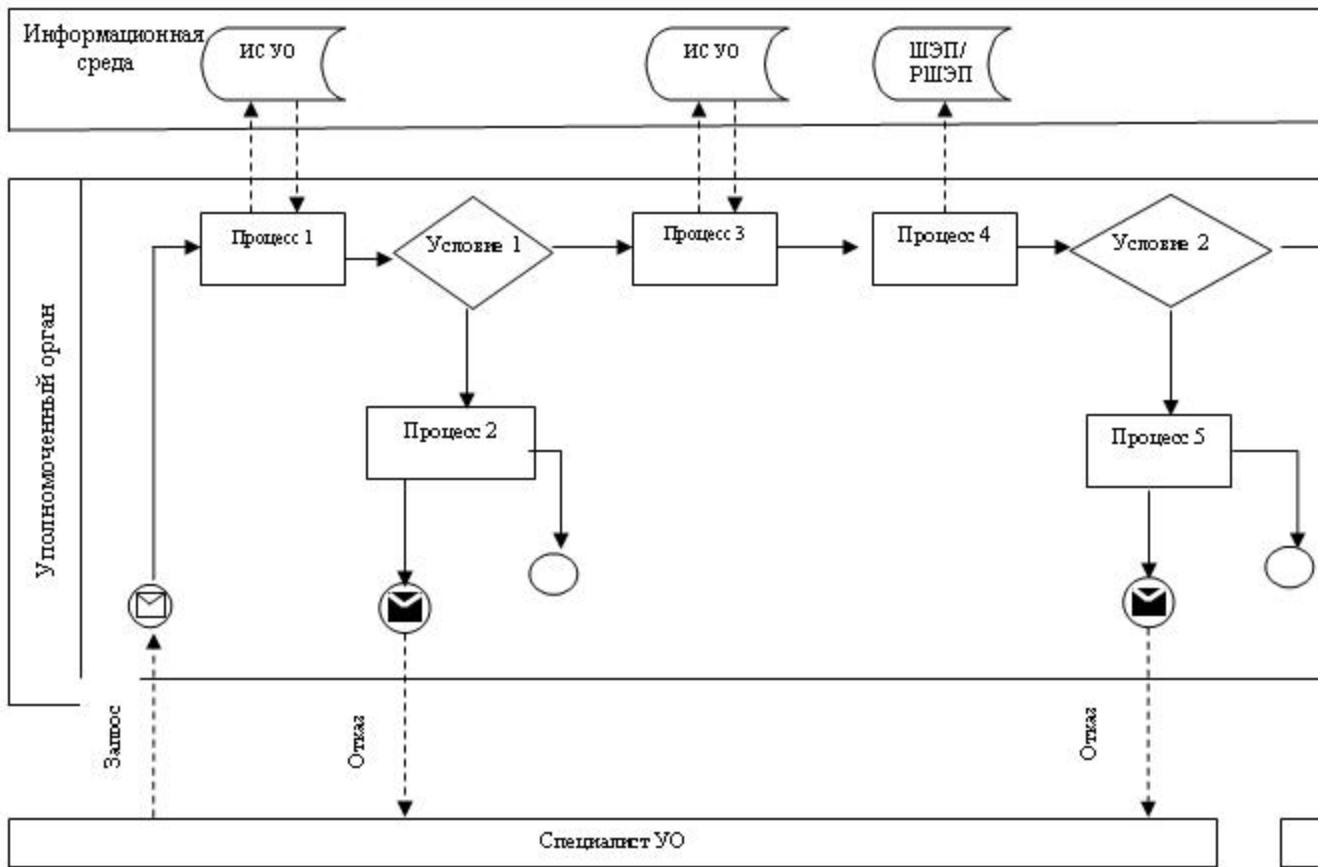 Информационная
среда
ИС УО
ИС УО
ШЭП/
РШЭП
Уполномоченный орган
Процесс 1
Условие 1
Процесс 3
Процесс 4
Условие 2
Процесс 2
Процесс 5
Запрос
Отказ
Отказ
Специалист УО